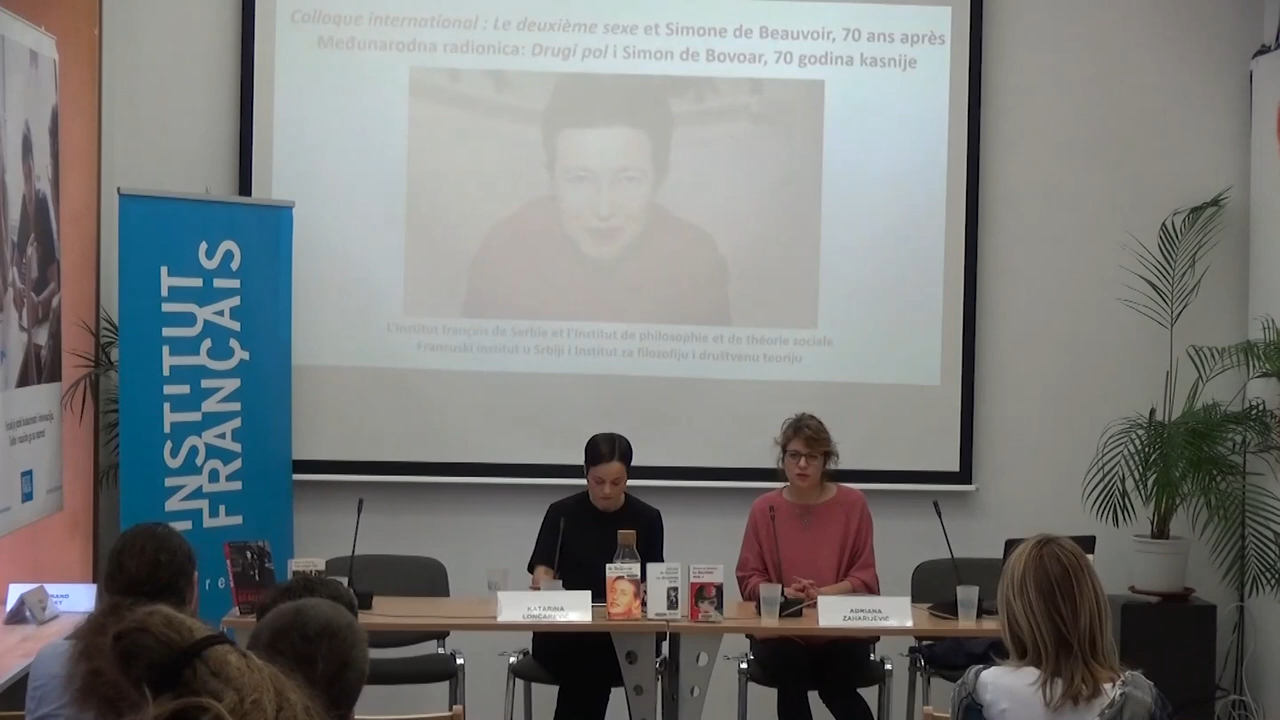 Colloque international : Le deuxième sexe et Simone de Beauvoir, 70 ans après
Međunarodna radionica: Drugi pol i Simon de Bovoar, 70 godina kasnije
L'Institut français de Serbie et l'Institut de philosophie et de théorie sociale
Francuski institut u Srbiji i Institut za filozofiju i društvenu teoriju
INSTITUT
FRANÇAIS
KATARINA
LONČAREVIĆ
ADRIANA
ZAHARIJEVIĆ